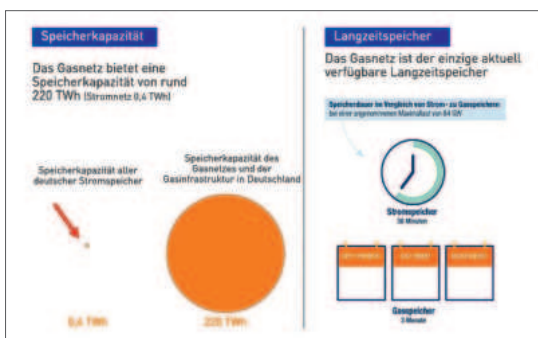 Speicherkapazität
Das Gasnetz bietet eine
Speicherkapazität von rund
220 TWh (Stromnetz 0,4 TWh)
Speicherkapazität aller
deutscher Stromspeicher
Speicherkapazität des
Gasnetzes und der
Gasinfrastruktur in Deutschland
0,4 TWh
220 TWh
Langzeitspeicher
Das Gasnetz ist der einzige aktuell
verfügbare Langzeitspeicher
Speicherdauer im Vergleich von Strom- zu Gasspeichern
bei einer angenommenen Maximallast von 84 GW
Stromspeicher
Minuten
Gasspeicher
3 Monate